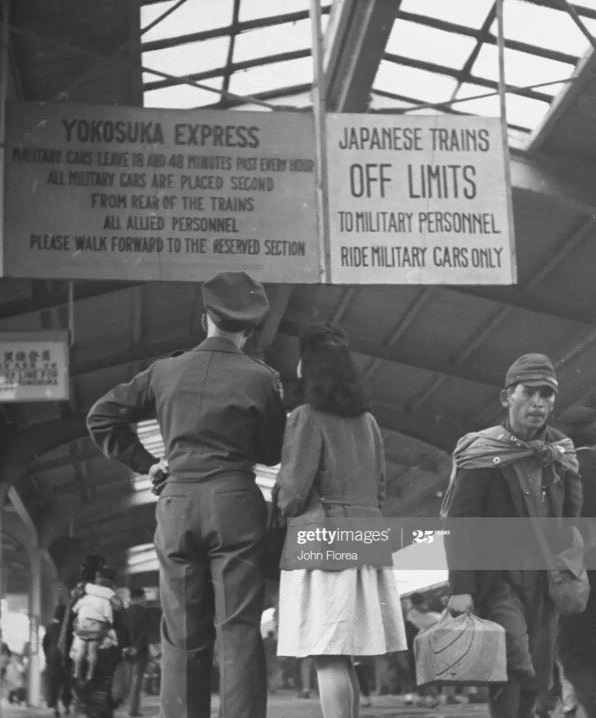 YOKOSUKA EXPRESS
MILITARY CARS LEAVE 18 AND 48 MINUTES PAST EVERY HOUR
ALL MILITARY CARS ARE PLACED SECOND
FROM REAR OF THE TRAINS
ALL ALLIED PERSONNEL
PLEASE WALK FORWARD TO THE RESERVED SECTION
JAPANESE TRAINS
OFF LIMITS
TO MILITARY PERSONNEL
RIDE MILITARY CARS ONLY
LINE FOR
gettyimages
John Florea